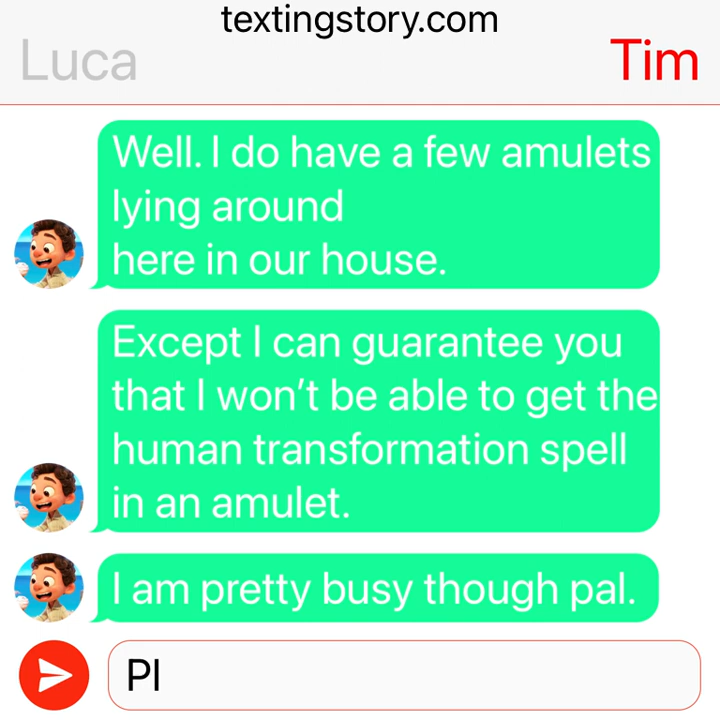 textingstory.com
Luca
Tim
Well. I do have a few amulets
lying around
here in our house.
Except I can guarantee you
that I won’t be able to get the
human transformation spell
in an amulet.
I am pretty busy though pal.
Pl